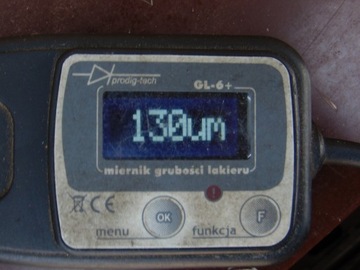 prodig-tech
GL-6+
130um
miernik grubości lakieru
CE
OK
F
menu
funkcja